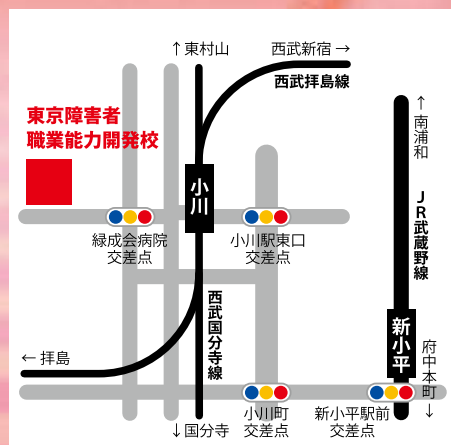 ↑東村山
西武新宿→
西武拝島線
東京障害者
職業能力開発校
↑南浦和
小川
JR武蔵野線
緑成会病院
交差点
小川駅東口
交差点
西武国分寺線
新小平
府中本町↓
←拝島
↓国分寺
小川町
交差点
新小平駅前
交差点